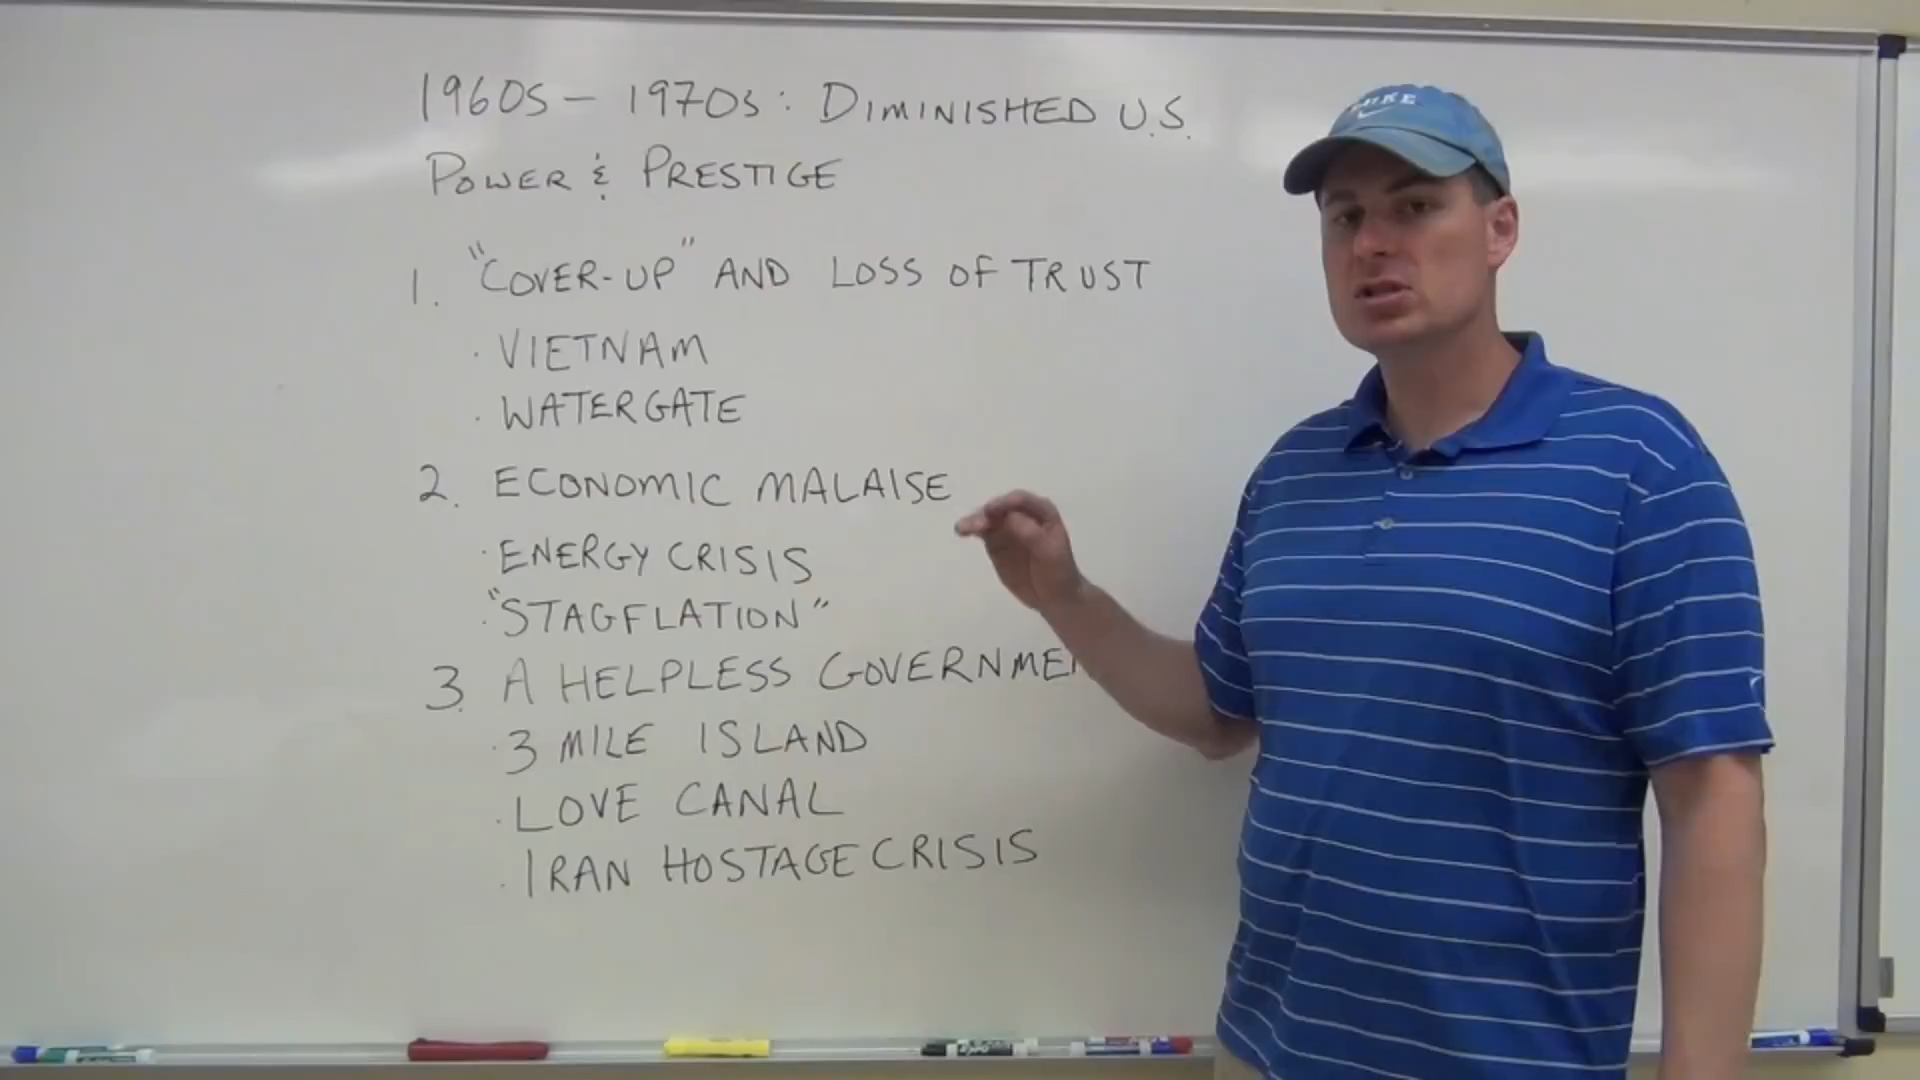 1960s – 1970s: DIMINISHED U.S.
POWER & PRESTIGE
1. "COVER-UP" AND LOSS OF TRUST
· VIETNAM
· WATERGATE
2. ECONOMIC MALAISE
· ENERGY CRISIS
· "STAGFLATION"
3. A HELPLESS GOVERNMEN
· 3 MILE ISLAND
· LOVE CANAL
· IRAN HOSTAGE CRISIS
DUKE